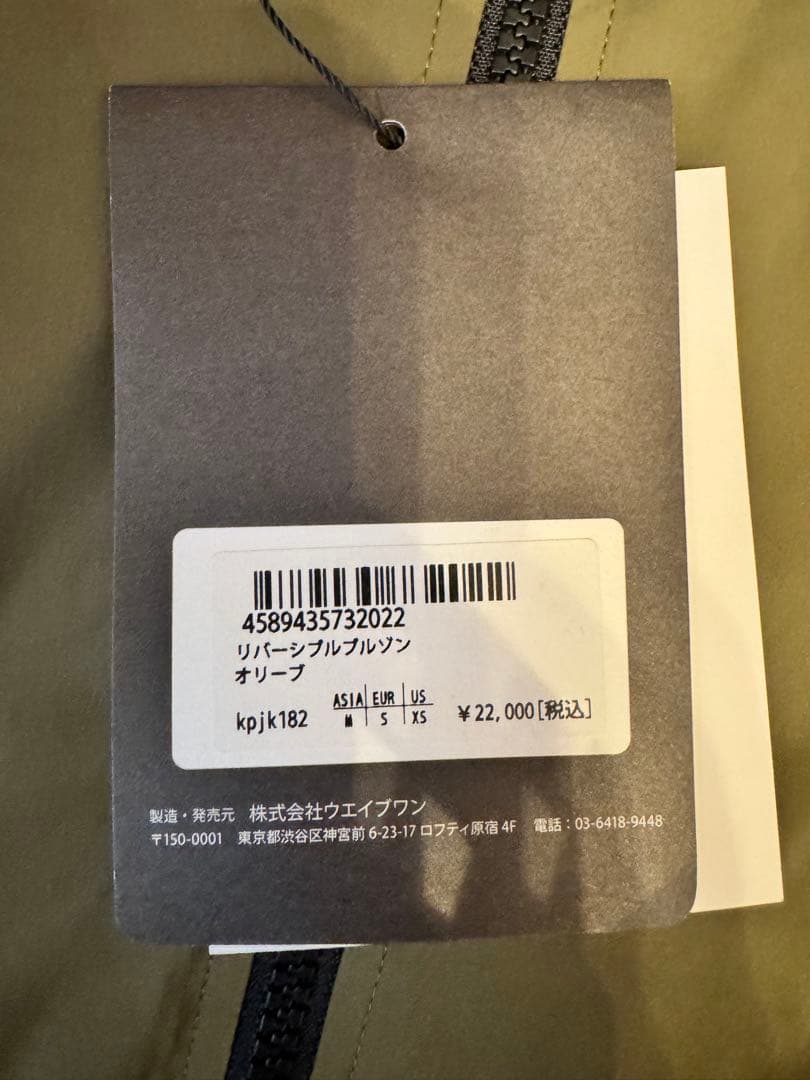 4589435732022
リバーシブルブルゾン
オリーブ
kpjk182
ASIA EUR US
M S XS
¥22,000[税込]
製造・発売元 株式会社ウエイブワン
〒150-0001 東京都渋谷区神宮前 6-23-17 ロフティ原宿 4F 電話：03-6418-9448